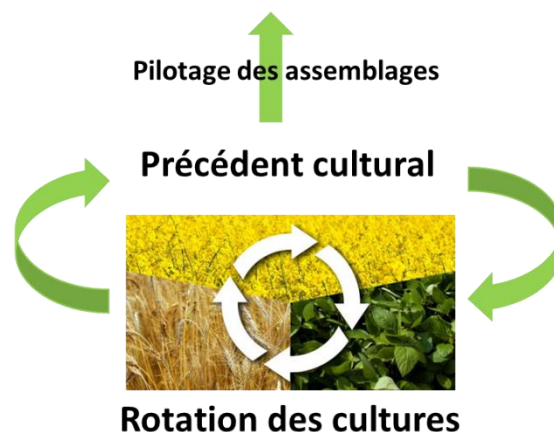 Pilotage des assemblages
Précédent cultural
Rotation des cultures